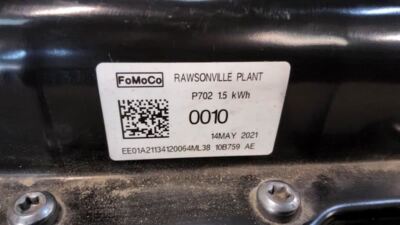 FoMoCo RAWSONVILLE PLANT
P702 1.5 kWh
0010
14MAY 2021
EE01A21134120064ML38 10B759 AE